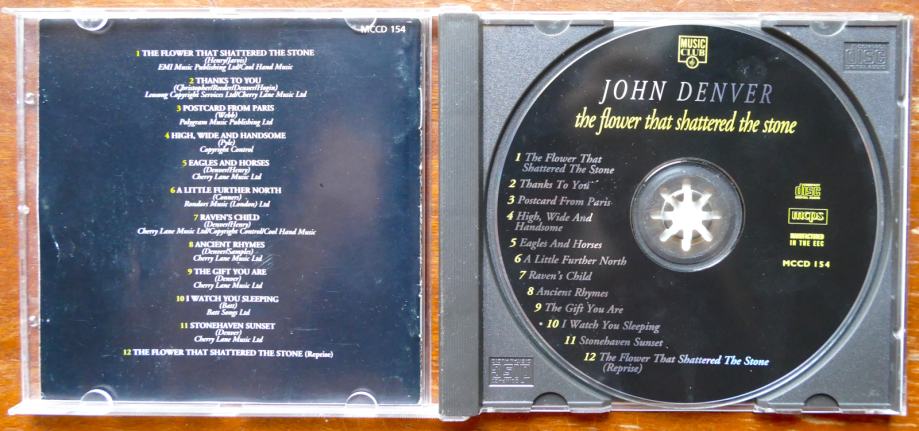 MCCD 154
1 THE FLOWER THAT SHATTERED THE STONE
(Henry/Jarvis)
EMI Music Publishing Ltd/Cool Hand Music
2 THANKS TO YOU
(Christopher/Reeder/Denver/Hogin)
Lenwag Copyright Services Ltd/Cherry Lane Music Ltd
3 POSTCARD FROM PARIS
(Webb)
Polygram Music Publishing Ltd
4 HIGH, WIDE AND HANDSOME
(Pyle)
Copyright Control
5 EAGLES AND HORSES
(Denver/Henry)
Cherry Lane Music Ltd
6 A LITTLE FURTHER NORTH
(Conners)
Rondors Music (London) Ltd
7 RAVEN'S CHILD
(Denver/Henry)
Cherry Lane Music Ltd/Copyright Control/Cool Hand Music
8 ANCIENT RHYMES
(Denver/Samples)
Cherry Lane Music Ltd
9 THE GIFT YOU ARE
(Denver)
Cherry Lane Music Ltd
10 I WATCH YOU SLEEPING
(Batt)
Batt Songs Ltd
11 STONEHAVEN SUNSET
(Denver)
Cherry Lane Music Ltd
12 THE FLOWER THAT SHATTERED THE STONE (Reprise)
MUSIC
CLUB
JOHN DENVER
the flower that shattered the stone
1 The Flower That
Shattered The Stone
2 Thanks To You
3 Postcard From Paris
4 High, Wide And
Handsome
5 Eagles And Horses
6 A Little Further North
7 Raven's Child
8 Ancient Rhymes
9 The Gift You Are
10 I Watch You Sleeping
11 Stonehaven Sunset
12 The Flower That Shattered The Stone
(Reprise)
COMPACT
disc
DIGITAL AUDIO
mcps
MANUFACTURED
IN THE EEC
MCCD 154